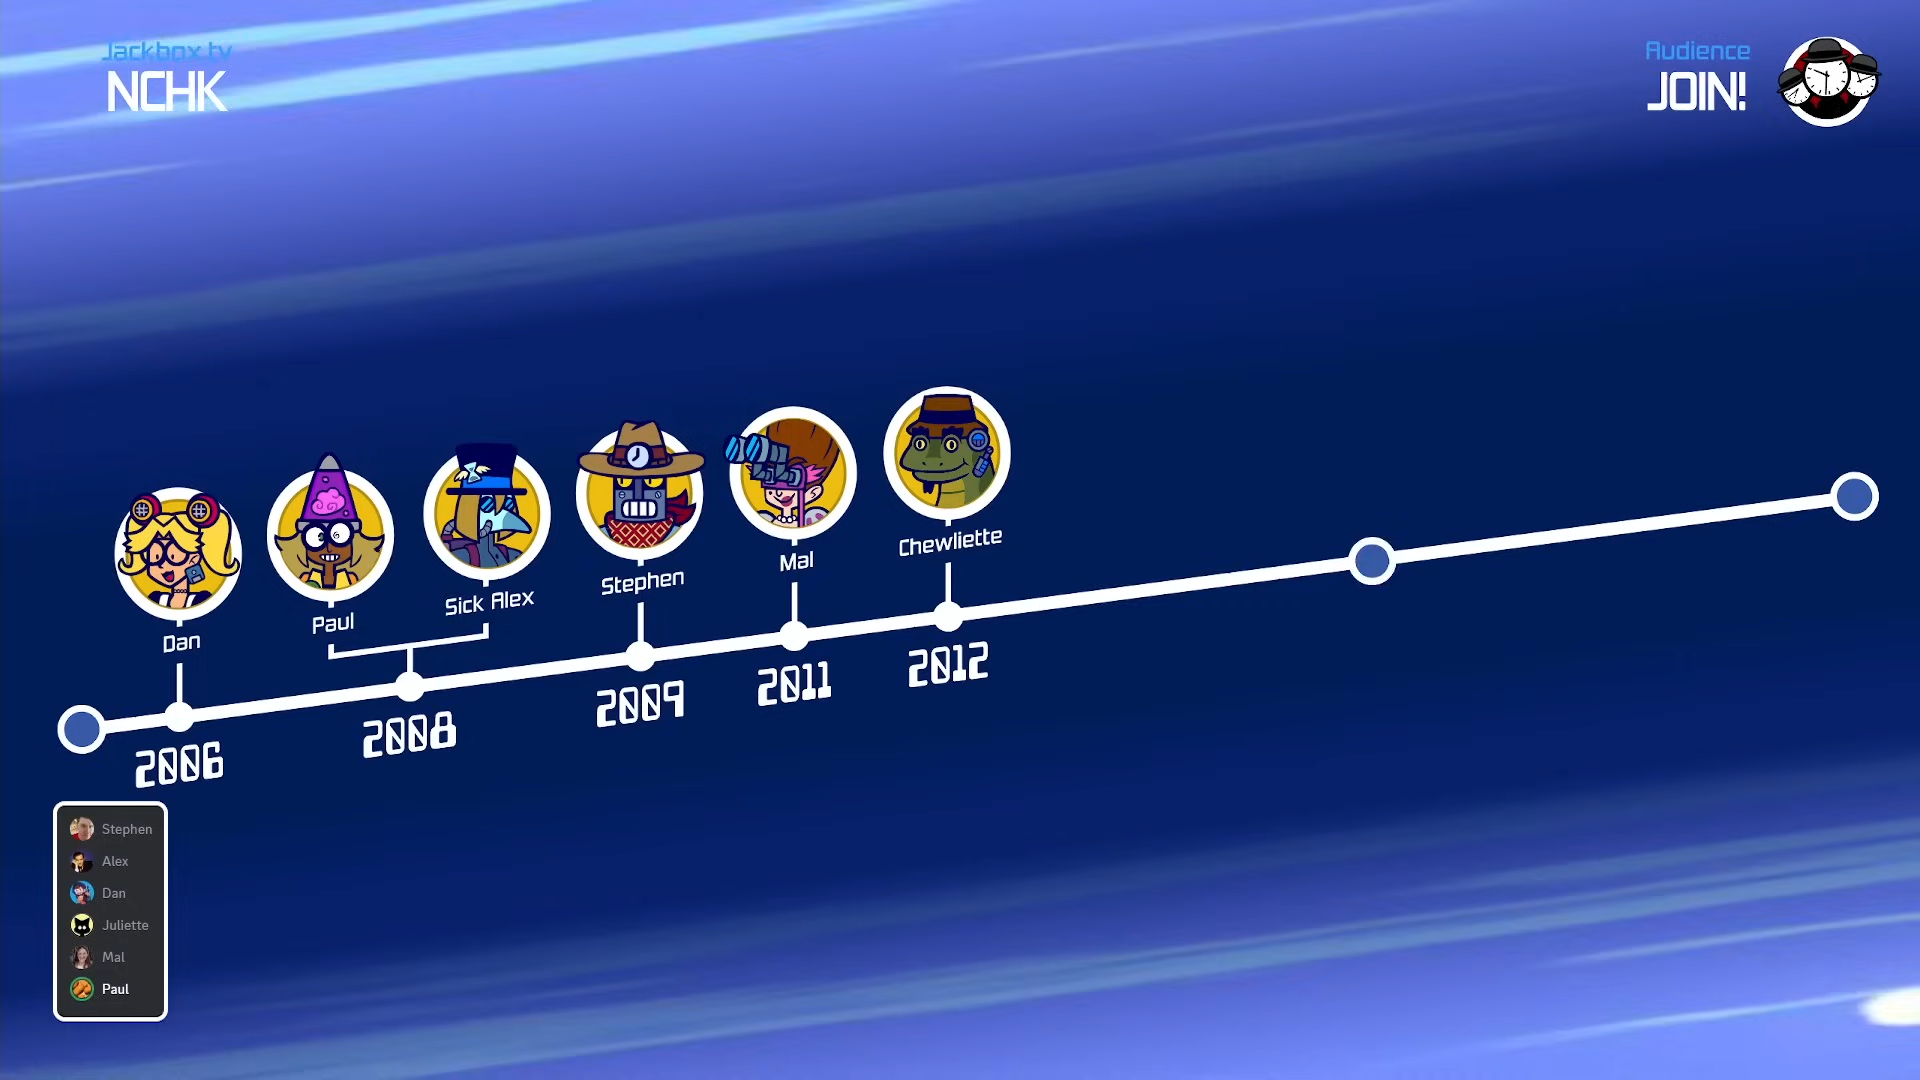 Jackbox.tv
NCHK
Audience
JOIN!
Dan
Paul
Sick Alex
Stephen
Mal
Chewliette
2006
2008
2009
2011
2012
Stephen
Alex
Dan
Juliette
Mal
Paul